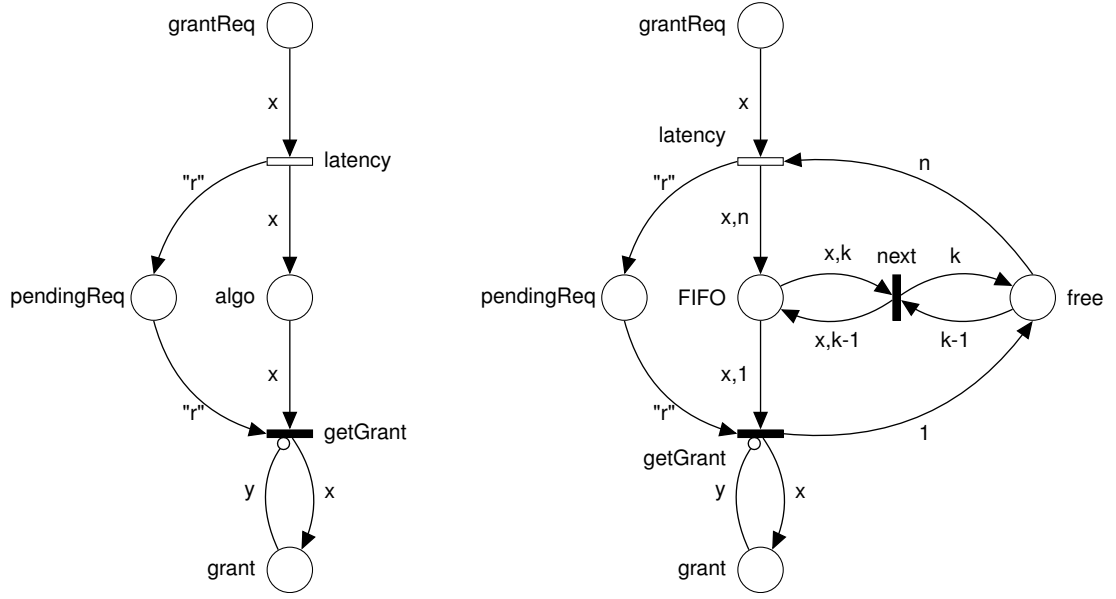 grantReq
x
latency
"r"
x
pendingReq
algo
x
"r"
getGrant
y
x
grant
grantReq
x
latency
n
"r"
x,n
x,k
next
k
pendingReq
FIFO
free
x,k-1
k-1
x,1
"r"
1
getGrant
y
x
grant